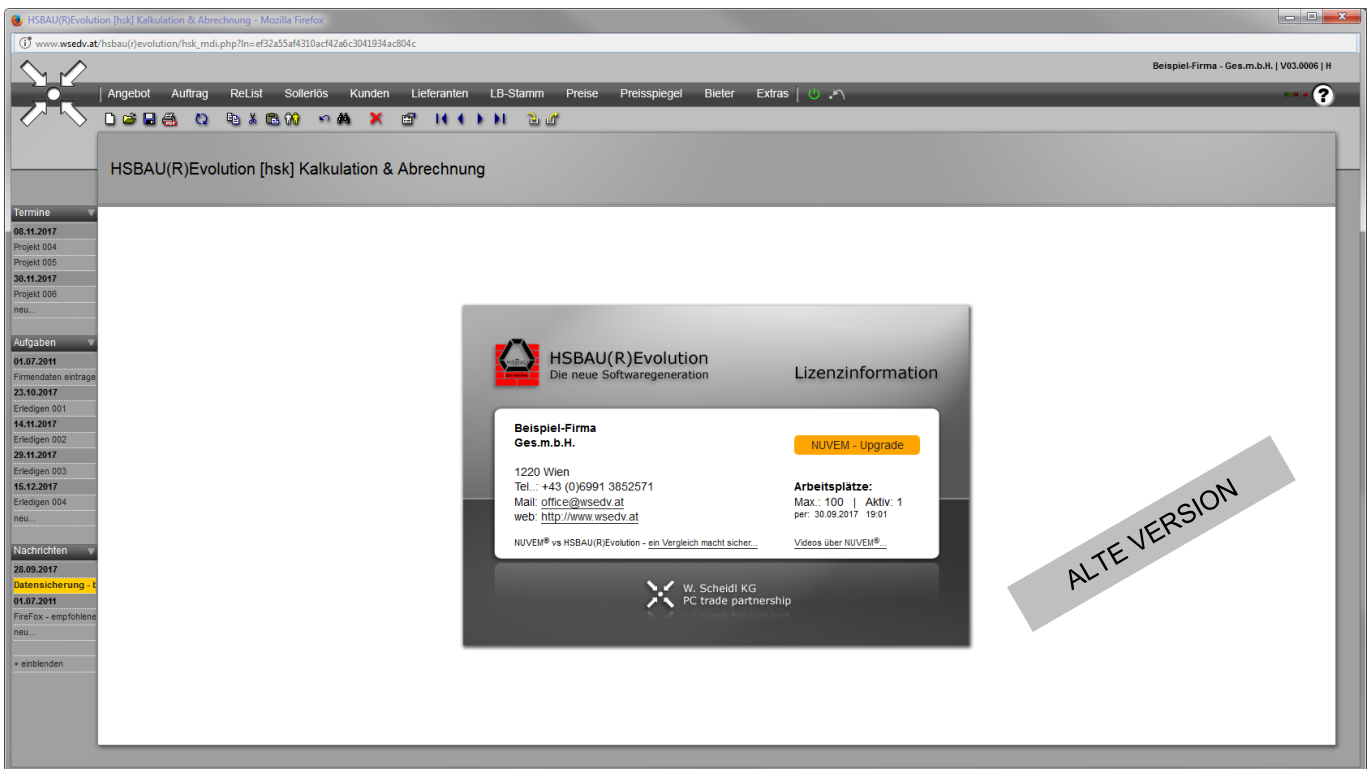 HSBAU(R)Evolution [hsk] Kalkulation & Abrechnung - Mozilla Firefox
www.wsedv.at/hsbau(r)evolution/hsk_mdi.php?ln=ef32a55af4310acf42a6c3041934ac804c
Beispiel-Firma - Ges.m.b.H. | V03.0006 | H
Angebot Auftrag ReList Sollerlös Kunden Lieferanten LB-Stamm Preise Preisspiegel Bieter Extras
HSBAU(R)Evolution [hsk] Kalkulation & Abrechnung
Termine
08.11.2017
Projekt 004
Projekt 005
30.11.2017
Projekt 006
neu...
Aufgaben
01.07.2011
Firmendaten eintrage
23.10.2017
Erledigen 001
14.11.2017
Erledigen 002
29.11.2017
Erledigen 003
15.12.2017
Erledigen 004
neu...
Nachrichten
28.09.2017
Datensicherung - b
01.07.2011
FireFox - empfohlene
neu...
+ einblenden
HSBAU
HSBAU(R)Evolution
Die neue Softwaregeneration
Lizenzinformation
Beispiel-Firma
Ges.m.b.H.
NUVEM - Upgrade
1220 Wien
Tel..: +43 (0)6991 3852571
Mail: office@wsedv.at
web: http://www.wsedv.at
Arbeitsplätze:
Max.: 100 | Aktiv: 1
per: 30.09.2017 19:01
NUVEM® vs HSBAU(R)Evolution - ein Vergleich macht sicher...
Videos über NUVEM®...
W. Scheidl KG
PC trade partnership
ALTE VERSION